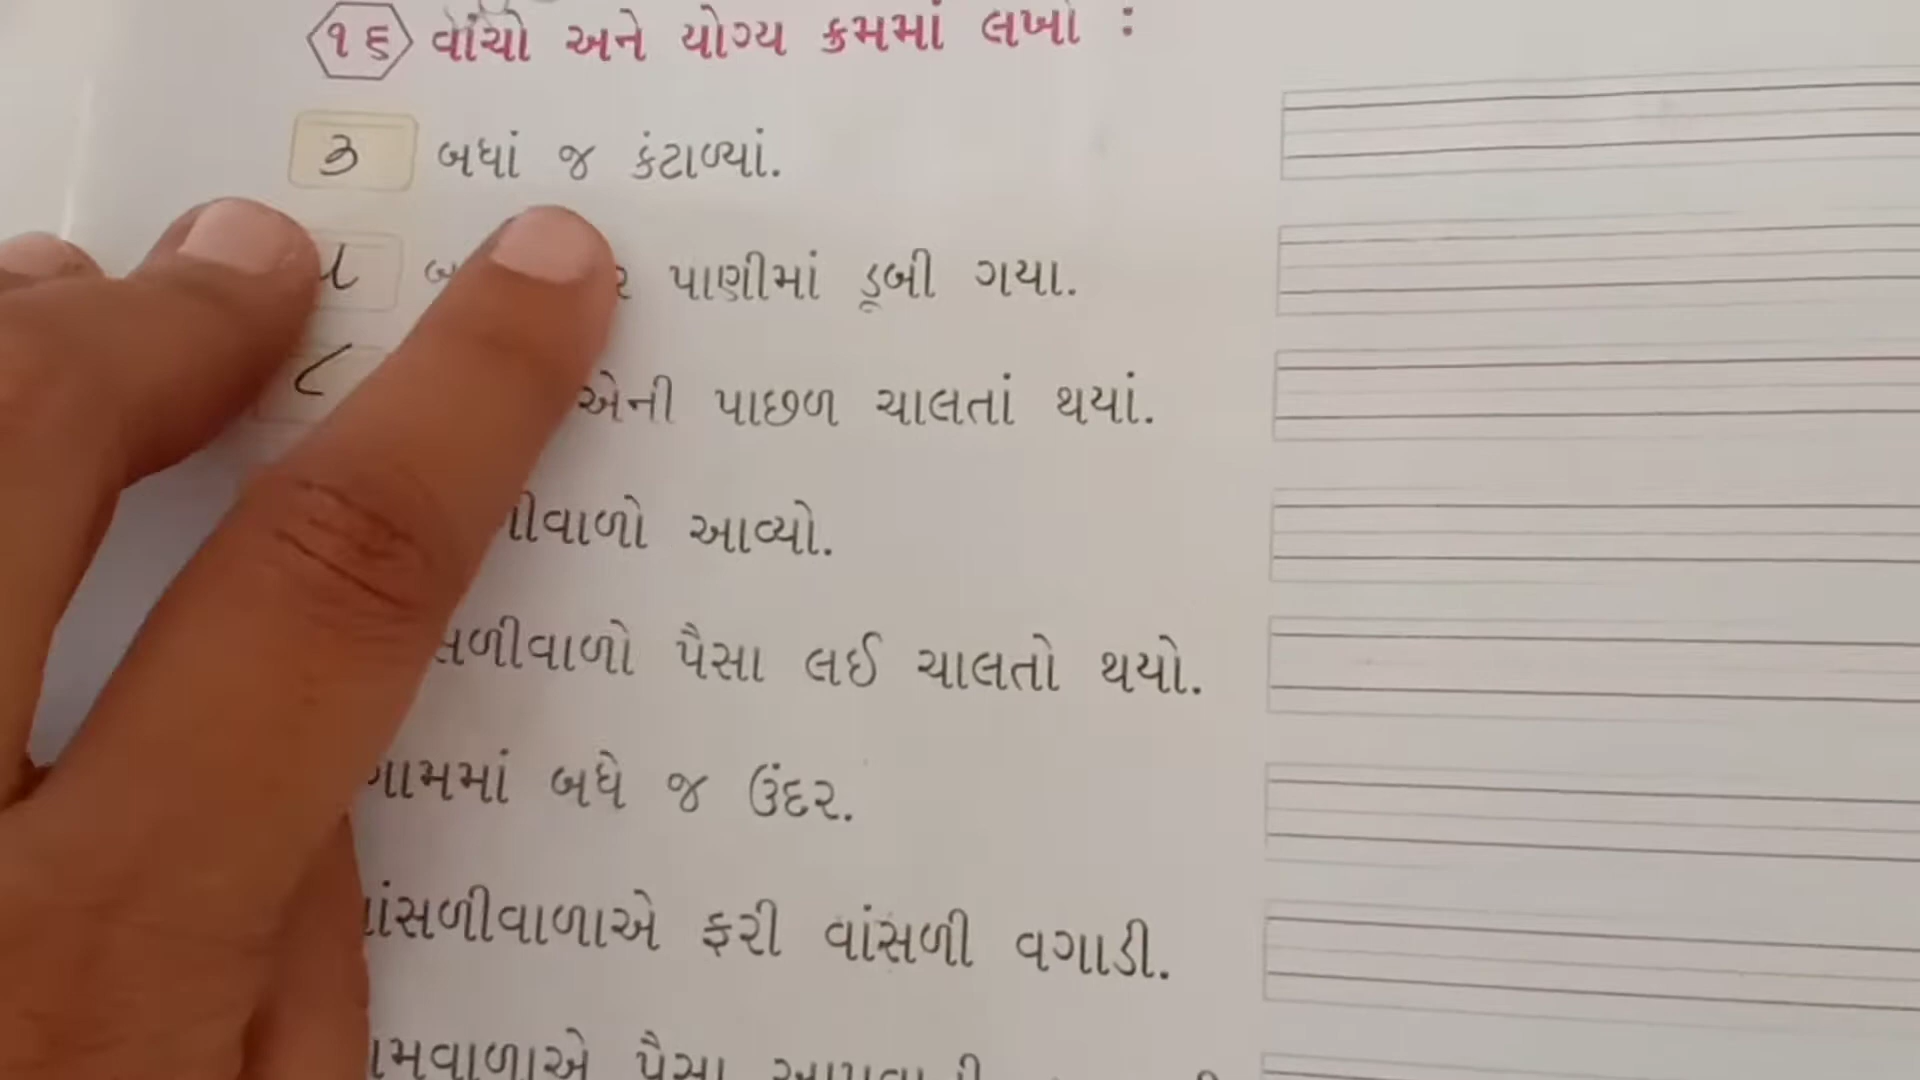 ૧૬ વાંચો અને યોગ્ય ક્રમમાં લખો :
૩ બધાં જ કંટાળ્યાં.
પાણીમાં ડૂબી ગયા.
૮ એની પાછળ ચાલતાં થયાં.
આવ્યો.
પૈસા લઈ ચાલતો થયો.
ગામમાં બધે જ ઉંદર.
ફરી વાંસળી વગાડી.
પૈસા